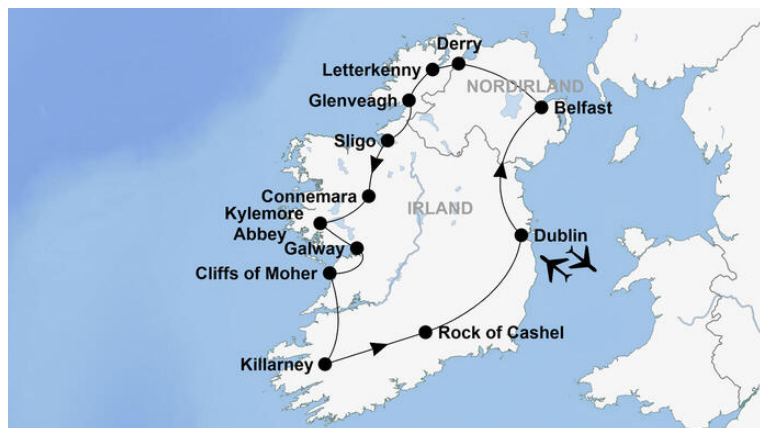 Derry
Letterkenny
NORDIRLAND
Glenveagh
Belfast
Sligo
Connemara
IRLAND
Kylemore
Abbey
Dublin
Galway
Cliffs of Moher
Rock of Cashel
Killarney